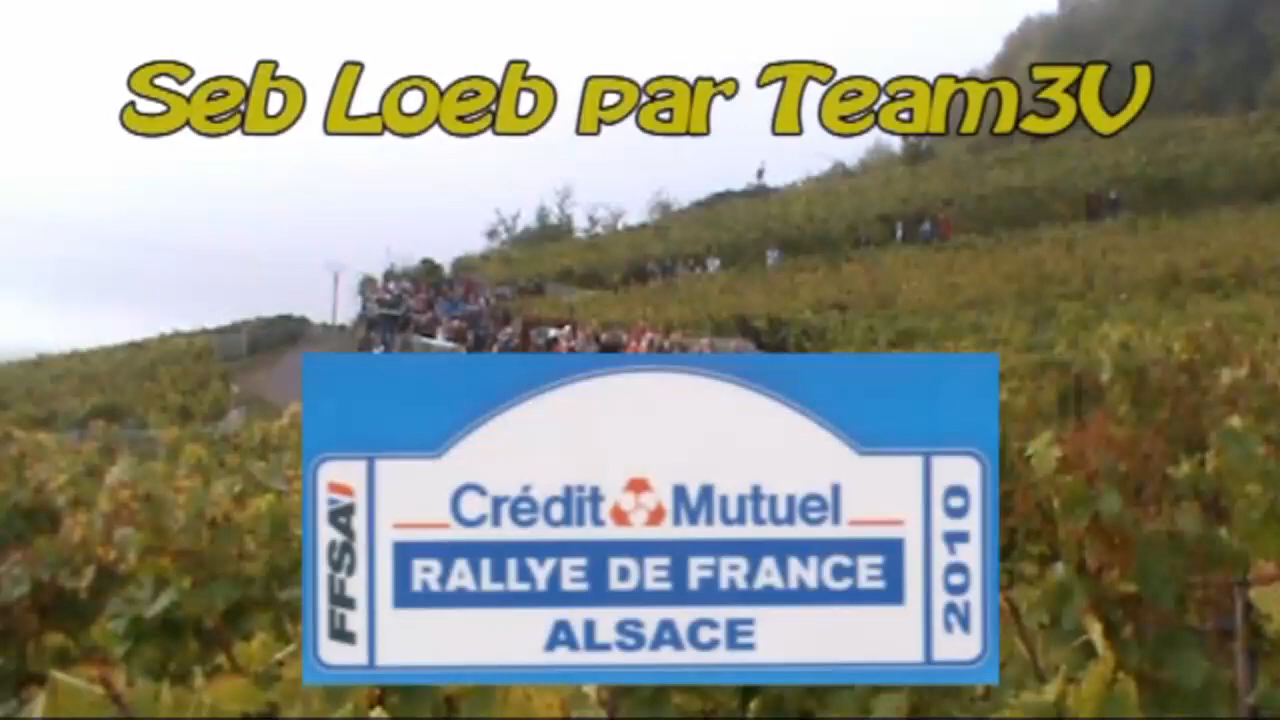 Seb Loeb par Team3V
FFSA
Crédit Mutuel
RALLYE DE FRANCE
ALSACE
2010